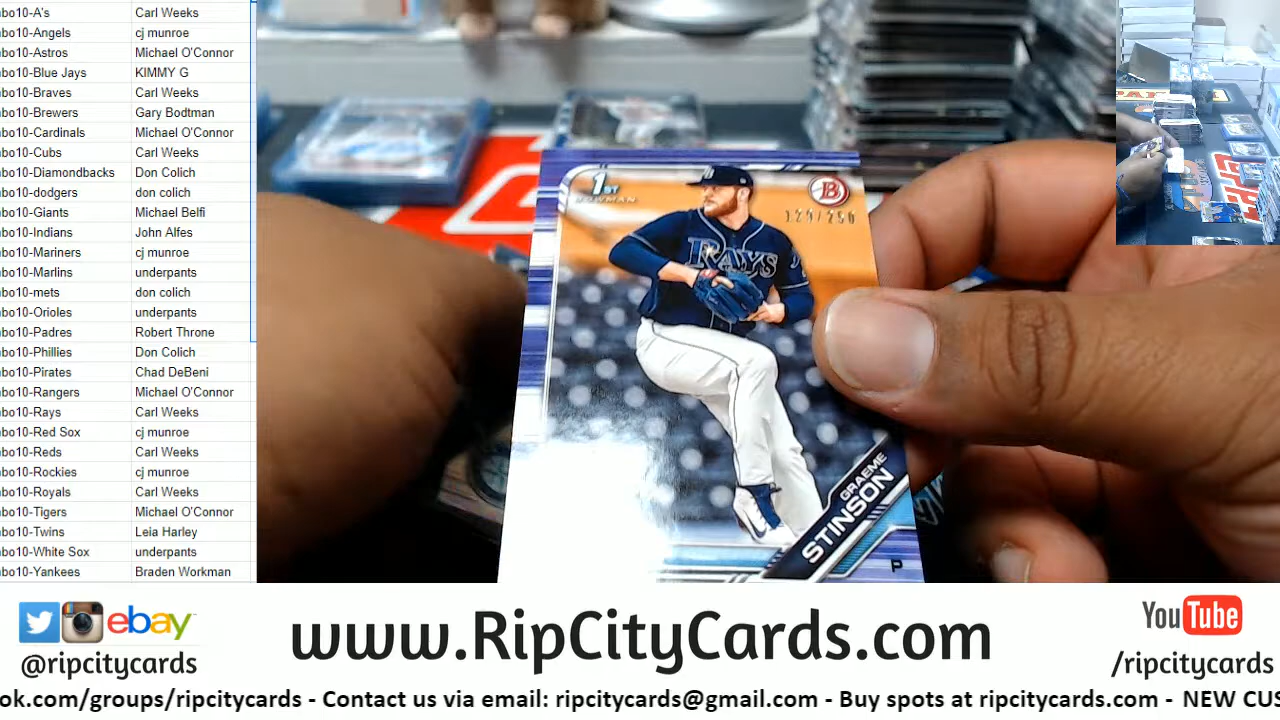 bo10-A's Carl Weeks
bo10-Angels cj munroe
bo10-Astros Michael O'Connor
bo10-Blue Jays KIMMY G
bo10-Braves Carl Weeks
bo10-Brewers Gary Bodtman
bo10-Cardinals Michael O'Connor
bo10-Cubs Carl Weeks
bo10-Diamondbacks Don Colich
bo10-dodgers don colich
bo10-Giants Michael Belfi
bo10-Indians John Alfes
bo10-Mariners cj munroe
bo10-Marlins underpants
bo10-mets don colich
bo10-Orioles underpants
bo10-Padres Robert Throne
bo10-Phillies Don Colich
bo10-Pirates Chad DeBeni
bo10-Rangers Michael O'Connor
bo10-Rays Carl Weeks
bo10-Red Sox cj munroe
bo10-Reds Carl Weeks
bo10-Rockies cj munroe
bo10-Royals Carl Weeks
bo10-Tigers Michael O'Connor
bo10-Twins Leia Harley
bo10-White Sox underpants
bo10-Yankees Braden Workman
1ST
BOWMAN
B
129/250
RAYS
GRAEME
STINSON
P
ebay
@ripcitycards
www.RipCityCards.com
YouTube
/ripcitycards
ok.com/groups/ripcitycards - Contact us via email: ripcitycards@gmail.com - Buy spots at ripcitycards.com - NEW CUS